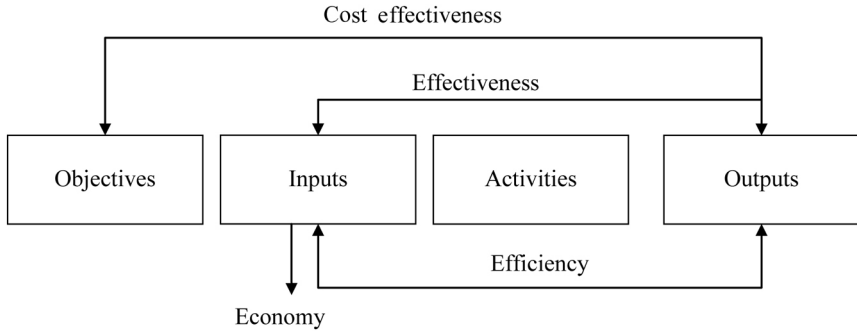 Cost effectiveness
Effectiveness
Objectives
Inputs
Activities
Outputs
Efficiency
Economy